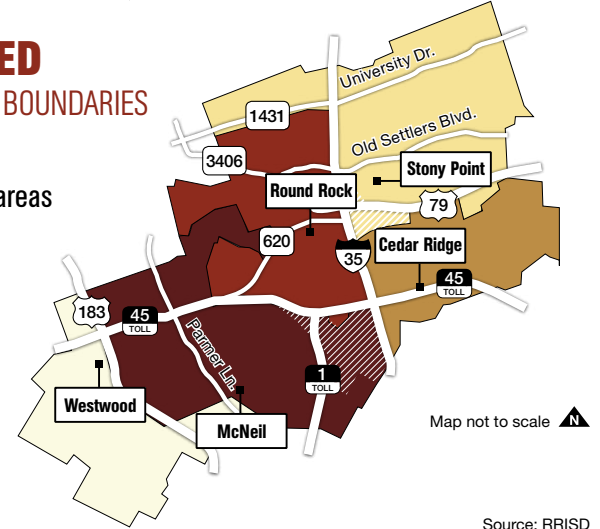 ED
BOUNDARIES
areas
University Dr.
1431
Old Settlers Blvd.
3406
Stony Point
Round Rock
79
620
Cedar Ridge
35
45
TOLL
183
45
TOLL
Parmer Ln.
1
TOLL
Westwood
McNeil
Map not to scale N
Source: RRISD